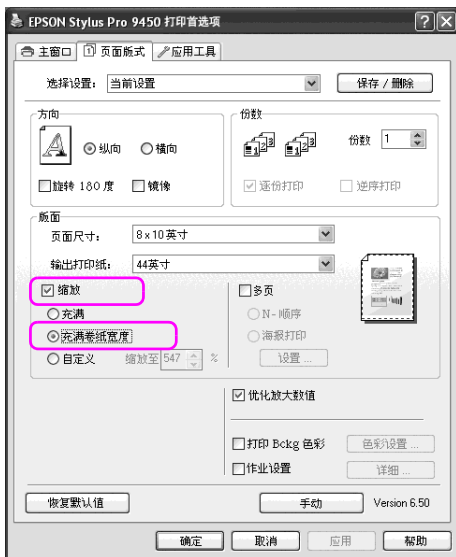 EPSON Stylus Pro 9450 打印首选项
主窗口 页面版式 应用工具
选择设置: 当前设置 保存 / 删除
方向
纵向 横向
旋转 180 度 镜像
份数
份数 1
逐份打印 逆序打印
版面
页面尺寸: 8x10英寸
输出打印纸: 44英寸
缩放
充满
充满卷纸宽度
自定义 缩放至 547 %
多页
N-顺序
海报打印
设置 ...
优化放大数值
打印 Bckg 色彩 色彩设置 ...
作业设置 详细 ...
恢复默认值 手动 Version 6.50
确定 取消 应用 帮助